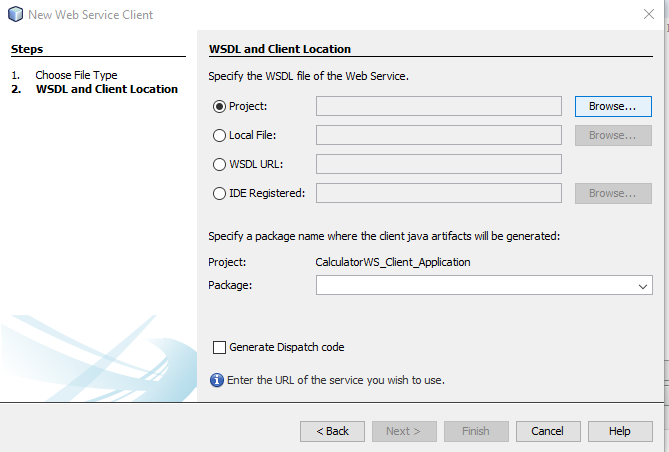 New Web Service Client
Steps
1. Choose File Type
2. WSDL and Client Location
WSDL and Client Location
Specify the WSDL file of the Web Service.
Project:
Browse...
Local File:
Browse...
WSDL URL:
IDE Registered:
Browse...
Specify a package name where the client java artifacts will be generated:
Project: CalculatorWS_Client_Application
Package:
Generate Dispatch code
Enter the URL of the service you wish to use.
< Back
Next >
Finish
Cancel
Help